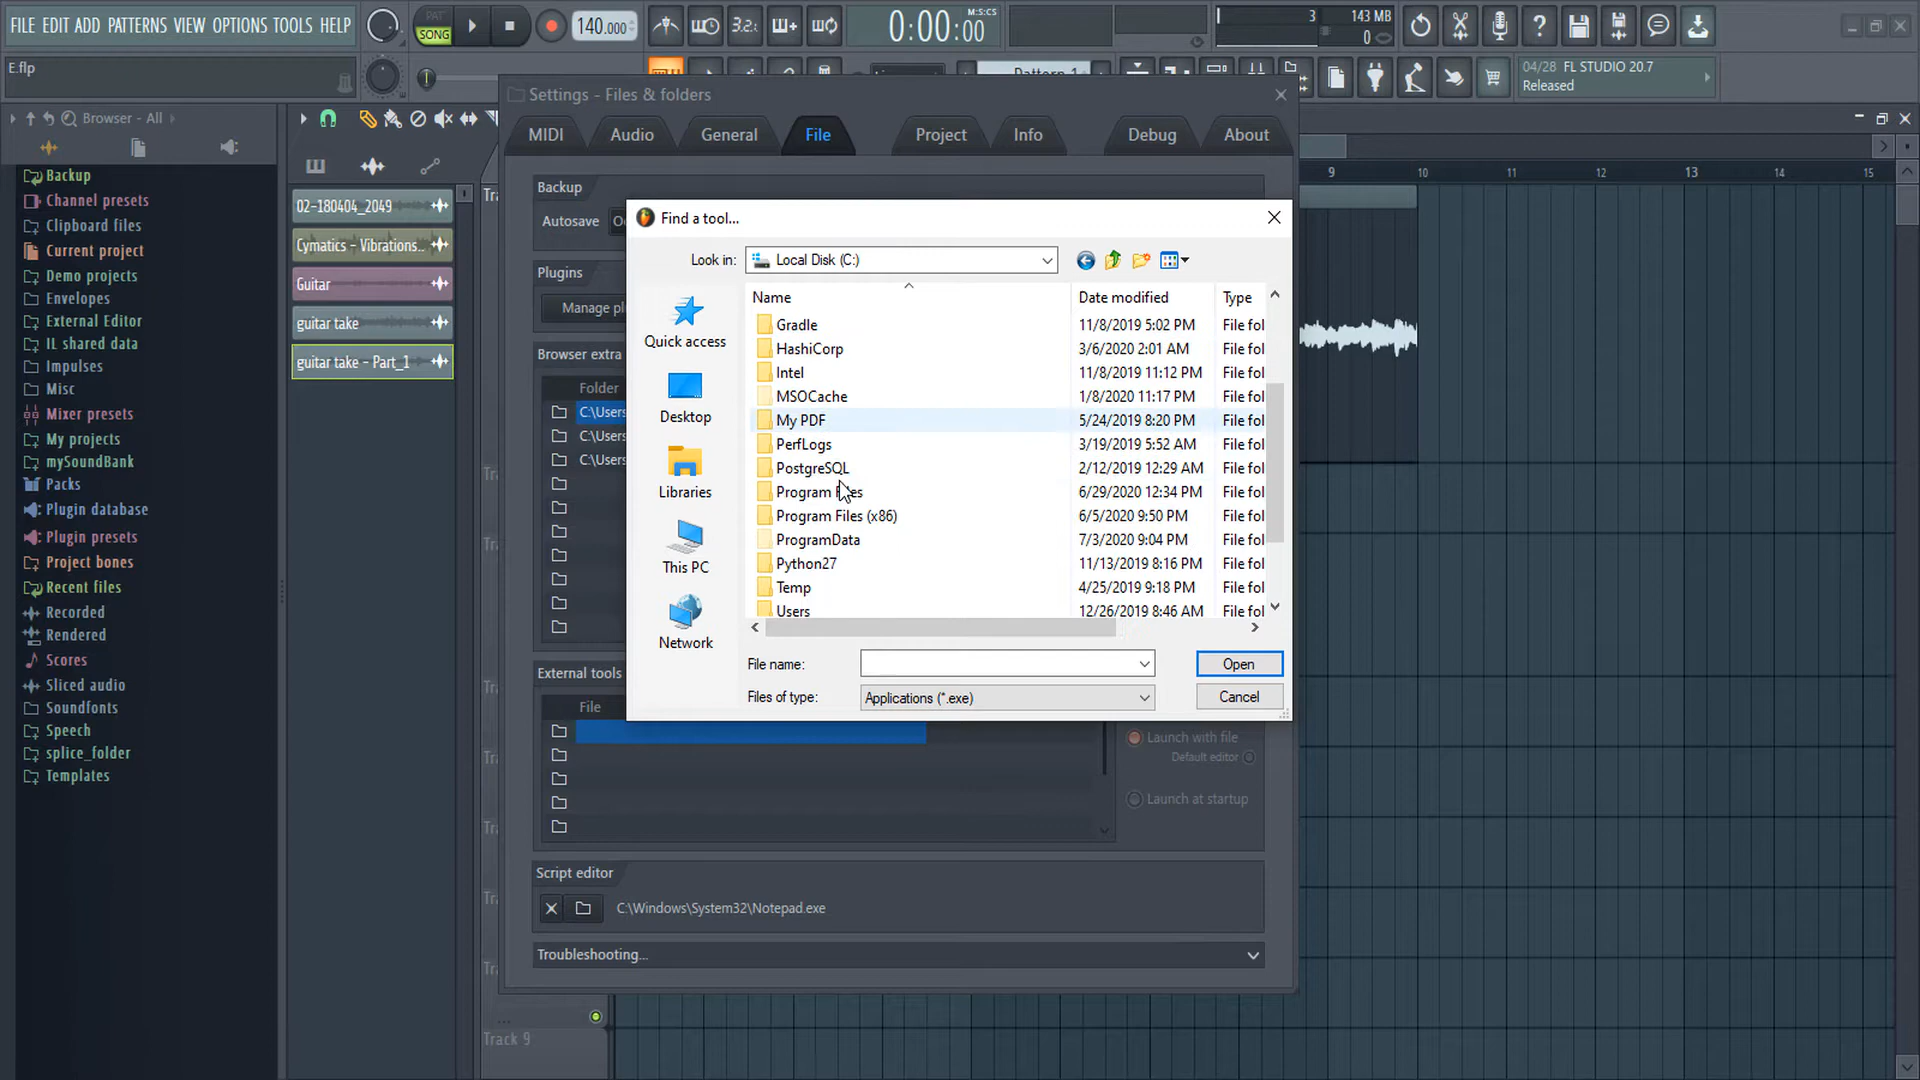 FILE EDIT ADD PATTERNS VIEW OPTIONS TOOLS HELP
PAT
SONG
140.000
3.2:
0:00:00
M:S:CS
3
143 MB
0
E.flp
Pattern 1
04/28 FL STUDIO 20.7
Released
Browser - All
Backup
Channel presets
Clipboard files
Current project
Demo projects
Envelopes
External Editor
IL shared data
Impulses
Misc
Mixer presets
My projects
mySoundBank
Packs
Plugin database
Plugin presets
Project bones
Recent files
Recorded
Rendered
Scores
Sliced audio
Soundfonts
Speech
splice_folder
Templates
02-180404_2049
Cymatics - Vibrations..
Guitar
guitar take
guitar take - Part_1
9 10 11 12 13 14 15
Track 9
Settings - Files & folders
MIDI Audio General File Project Info Debug About
Backup
Autosave
Plugins
Browser extra
Folder
C:\Users
C:\Users
C:\Users
External tools
File
Launch with file
Default editor
Launch at startup
Script editor
C:\Windows\System32\Notepad.exe
Troubleshooting...
Find a tool...
Look in: Local Disk (C:)
Quick access
Desktop
Libraries
This PC
Network
Name Date modified Type
Gradle 11/8/2019 5:02 PM File fol
HashiCorp 3/6/2020 2:01 AM File fol
Intel 11/8/2019 11:12 PM File fol
MSOCache 1/8/2020 11:17 PM File fol
My PDF 5/24/2019 8:20 PM File fol
PerfLogs 3/19/2019 5:52 AM File fol
PostgreSQL 2/12/2019 12:29 AM File fol
Program Files 6/29/2020 12:34 PM File fol
Program Files (x86) 6/5/2020 9:50 PM File fol
ProgramData 7/3/2020 9:04 PM File fol
Python27 11/13/2019 8:16 PM File fol
Temp 4/25/2019 9:18 PM File fol
Users 12/26/2019 8:46 AM File fol
File name:
Open
Files of type: Applications (*.exe)
Cancel